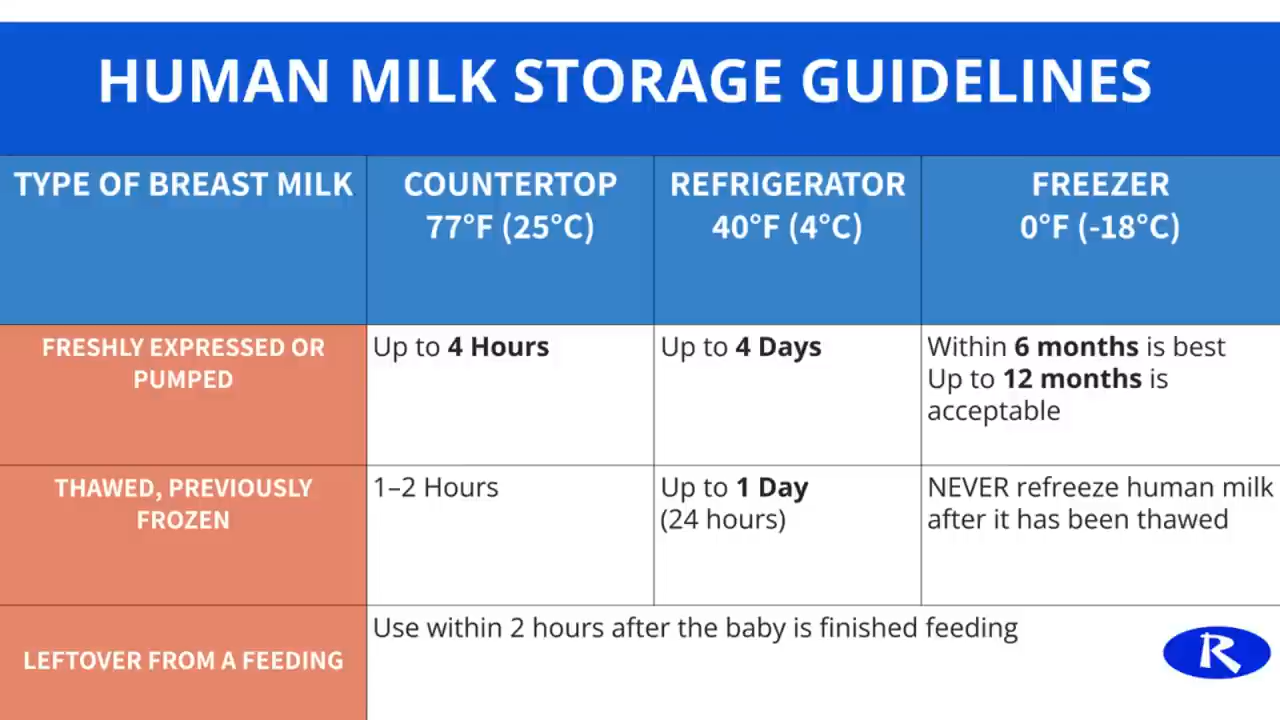 HUMAN MILK STORAGE GUIDELINES
TYPE OF BREAST MILK
COUNTERTOP
77°F (25°C)
REFRIGERATOR
40°F (4°C)
FREEZER
0°F (-18°C)
FRESHLY EXPRESSED OR
PUMPED
Up to 4 Hours
Up to 4 Days
Within 6 months is best
Up to 12 months is
acceptable
THAWED, PREVIOUSLY
FROZEN
1–2 Hours
Up to 1 Day
(24 hours)
NEVER refreeze human milk
after it has been thawed
LEFTOVER FROM A FEEDING
Use within 2 hours after the baby is finished feeding
R